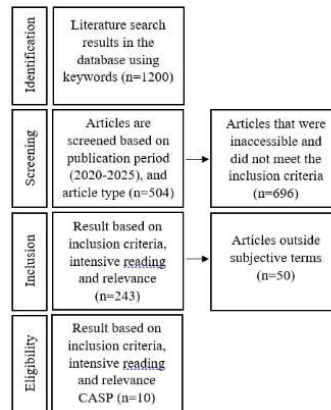 Identification
Literature search
results in the
database using
keywords (n=1200)
Screening
Articles are
screened based on
publication period
(2020-2025), and
article type (n=504)
Articles that were
inaccessible and
did not meet the
inclusion criteria
(n=696)
Inclusion
Result based on
inclusion criteria,
intensive reading
and relevance
(n=243)
Articles outside
subjective terms
(n=50)
Eligibility
Result based on
inclusion criteria,
intensive reading
and relevance
CASP (n=10)